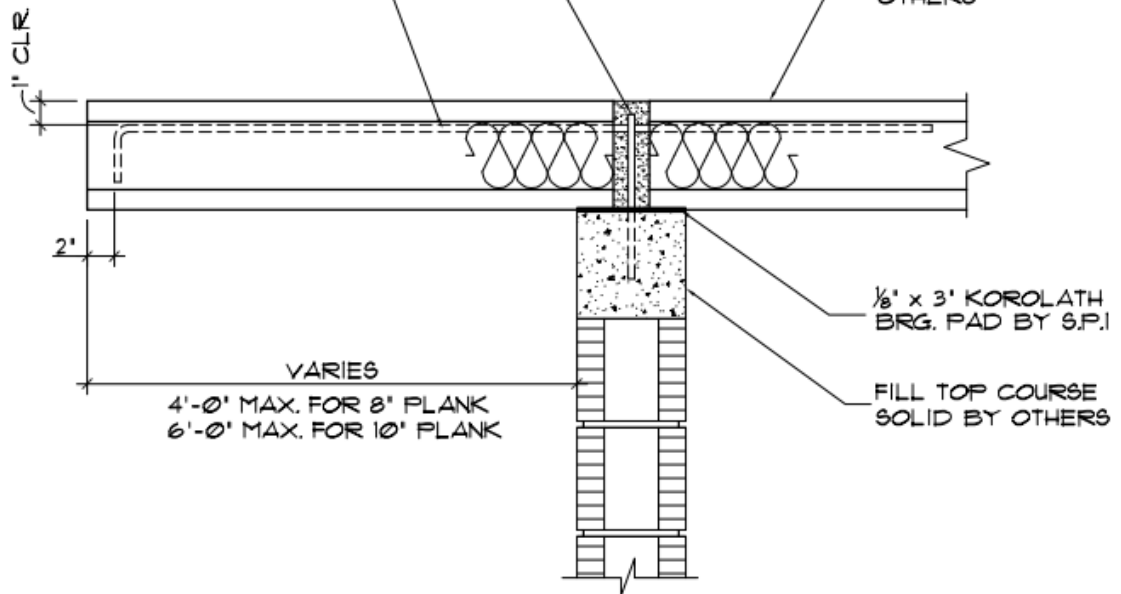 OTHERS
1" CLR.
2"
VARIES
4'-0" MAX. FOR 8" PLANK
6'-0" MAX. FOR 10" PLANK
⅛" x 3" KOROLATH
BRG. PAD BY S.P.I
FILL TOP COURSE
SOLID BY OTHERS